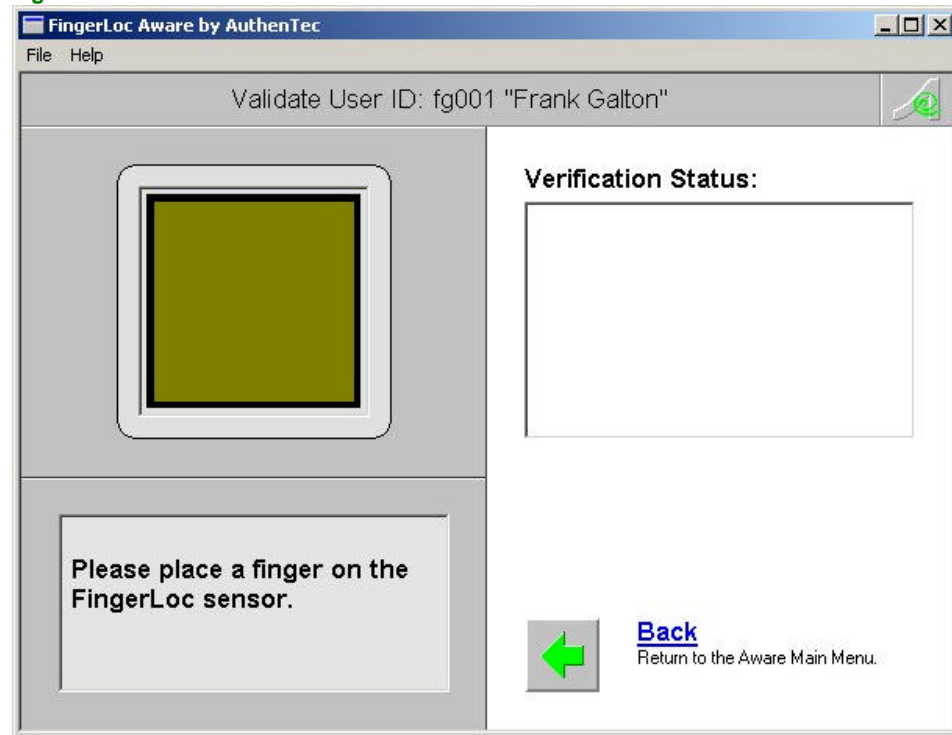 FingerLoc Aware by AuthenTec
File Help
Validate User ID: fg001 "Frank Galton"
Verification Status:
Please place a finger on the
FingerLoc sensor.
Back
Return to the Aware Main Menu.